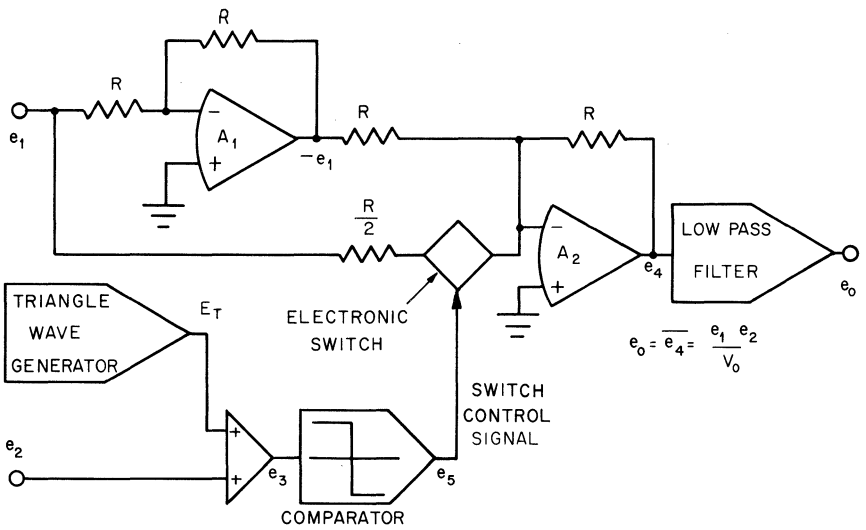 R
R
R
R
e₁
−
A₁
+
−e₁
R
2
−
A₂
+
e₄
LOW PASS
FILTER
e₀
ELECTRONIC
SWITCH
e₀ = e₄ = e₁ e₂
V₀
TRIANGLE
WAVE
GENERATOR
E_T
SWITCH
CONTROL
SIGNAL
e₂
+
+
e₃
e₅
COMPARATOR